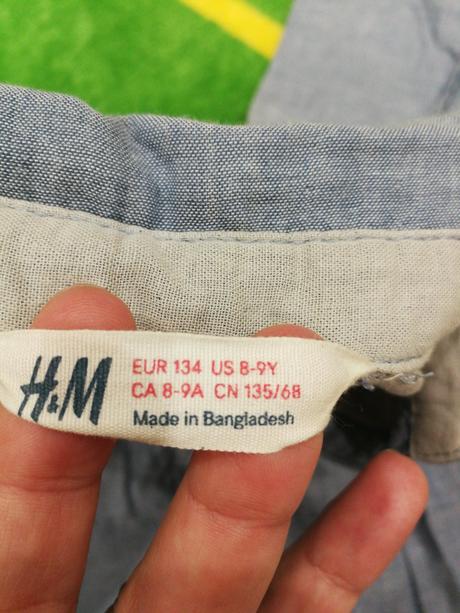 H&M
EUR 134 US 8-9Y
CA 8-9A CN 135/68
Made in Bangladesh